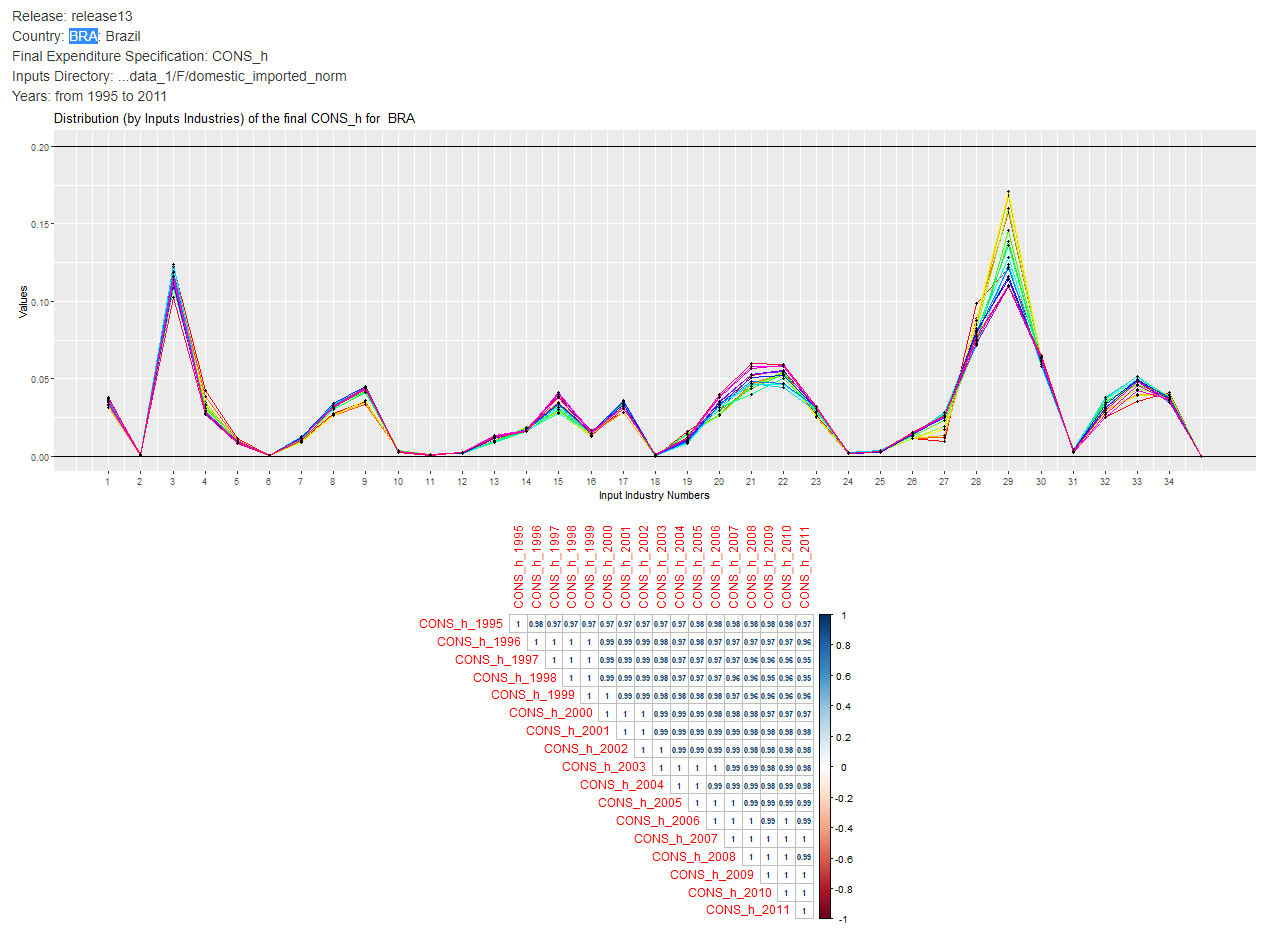 Release: release13
Country: BRA: Brazil
Final Expenditure Specification: CONS_h
Inputs Directory: ...data_1/F/domestic_imported_norm
Years: from 1995 to 2011
Distribution (by Inputs Industries) of the final CONS_h for BRA
0.20
0.15
0.10
0.05
0.00
Values
1 2 3 4 5 6 7 8 9 10 11 12 13 14 15 16 17 18 19 20 21 22 23 24 25 26 27 28 29 30 31 32 33 34
Input Industry Numbers
CONS_h_1995 CONS_h_1996 CONS_h_1997 CONS_h_1998 CONS_h_1999 CONS_h_2000 CONS_h_2001 CONS_h_2002 CONS_h_2003 CONS_h_2004 CONS_h_2005 CONS_h_2006 CONS_h_2007 CONS_h_2008 CONS_h_2009 CONS_h_2010 CONS_h_2011
CONS_h_1995 1 0.98 0.97 0.97 0.97 0.97 0.97 0.97 0.97 0.97 0.98 0.98 0.98 0.98 0.98 0.98 0.97
CONS_h_1996 1 1 1 1 0.99 0.99 0.99 0.98 0.97 0.98 0.98 0.97 0.97 0.97 0.97 0.96
CONS_h_1997 1 1 1 0.99 0.99 0.99 0.98 0.97 0.97 0.97 0.97 0.96 0.96 0.96 0.95
CONS_h_1998 1 1 0.99 0.99 0.99 0.98 0.97 0.97 0.97 0.96 0.96 0.95 0.96 0.95
CONS_h_1999 1 1 0.99 0.99 0.98 0.98 0.98 0.98 0.97 0.96 0.96 0.96 0.96
CONS_h_2000 1 1 1 0.99 0.99 0.99 0.98 0.98 0.98 0.97 0.97 0.97
CONS_h_2001 1 1 0.99 0.99 0.99 0.99 0.99 0.98 0.98 0.98 0.98
CONS_h_2002 1 1 0.99 0.99 0.99 0.99 0.98 0.98 0.98 0.98
CONS_h_2003 1 1 1 1 0.99 0.99 0.98 0.99 0.98
CONS_h_2004 1 1 0.99 0.99 0.99 0.98 0.99 0.98
CONS_h_2005 1 1 1 0.99 0.99 0.99 0.99
CONS_h_2006 1 1 1 0.99 1 0.99
CONS_h_2007 1 1 1 1 1
CONS_h_2008 1 1 1 0.99
CONS_h_2009 1 1 1
CONS_h_2010 1 1
CONS_h_2011 1
1
0.8
0.6
0.4
0.2
0
-0.2
-0.4
-0.6
-0.8
-1